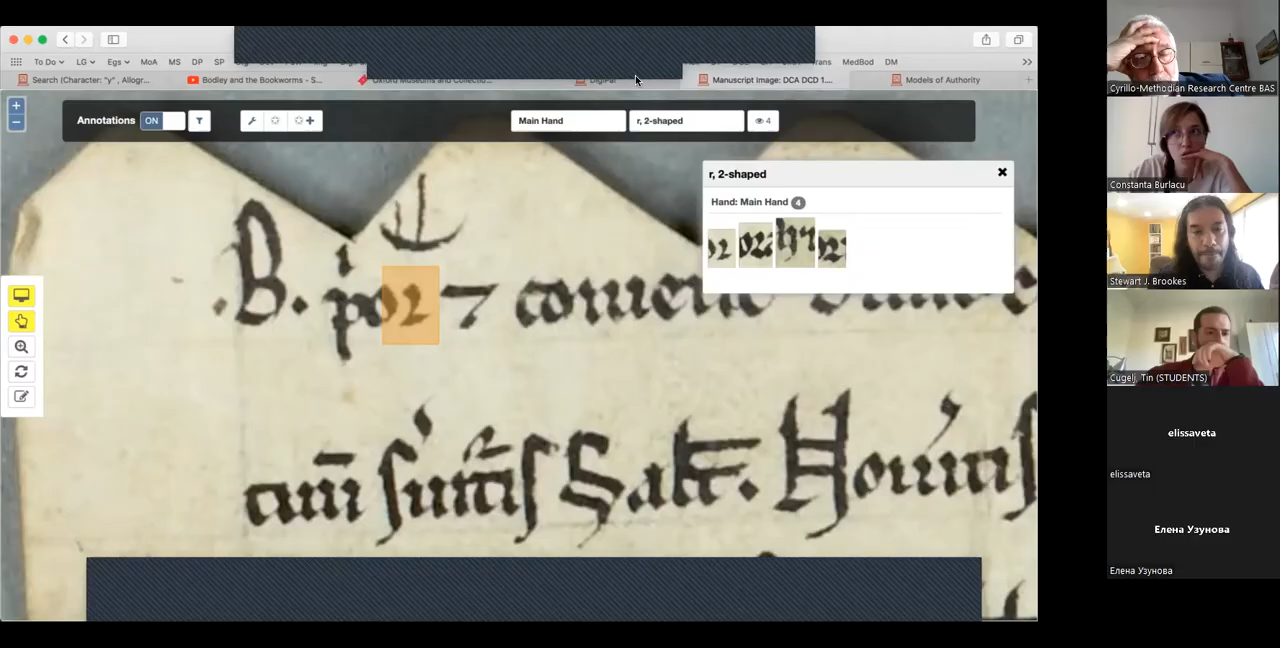 To Do LG Egs MoA MS DP SP
Trans MedBod DM
Search (Character: "y" , Allogr...
Bodley and the Bookworms - S...
Oxford Museums and Collectio...
DigiPal
Manuscript Image: DCA DCD 1....
Models of Authority
Annotations ON
Main Hand
r, 2-shaped
4
r, 2-shaped
Hand: Main Hand 4
.B. por ⁊
Cyrillo-Methodian Research Centre BAS
Constanta Burlacu
Stewart J. Brookes
Cugelj, Tin (STUDENTS)
elissaveta
elissaveta
Елена Узунова
Елена Узунова